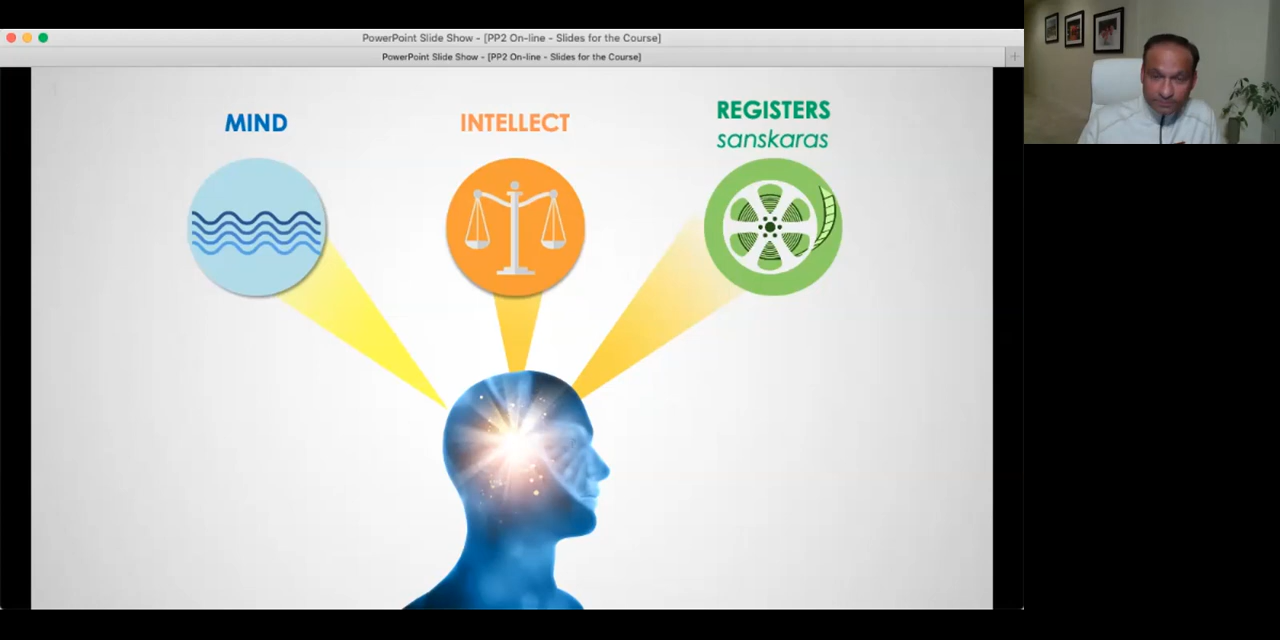 PowerPoint Slide Show - [PP2 On-line - Slides for the Course]
PowerPoint Slide Show - [PP2 On-line - Slides for the Course]
MIND
INTELLECT
REGISTERS
sanskaras